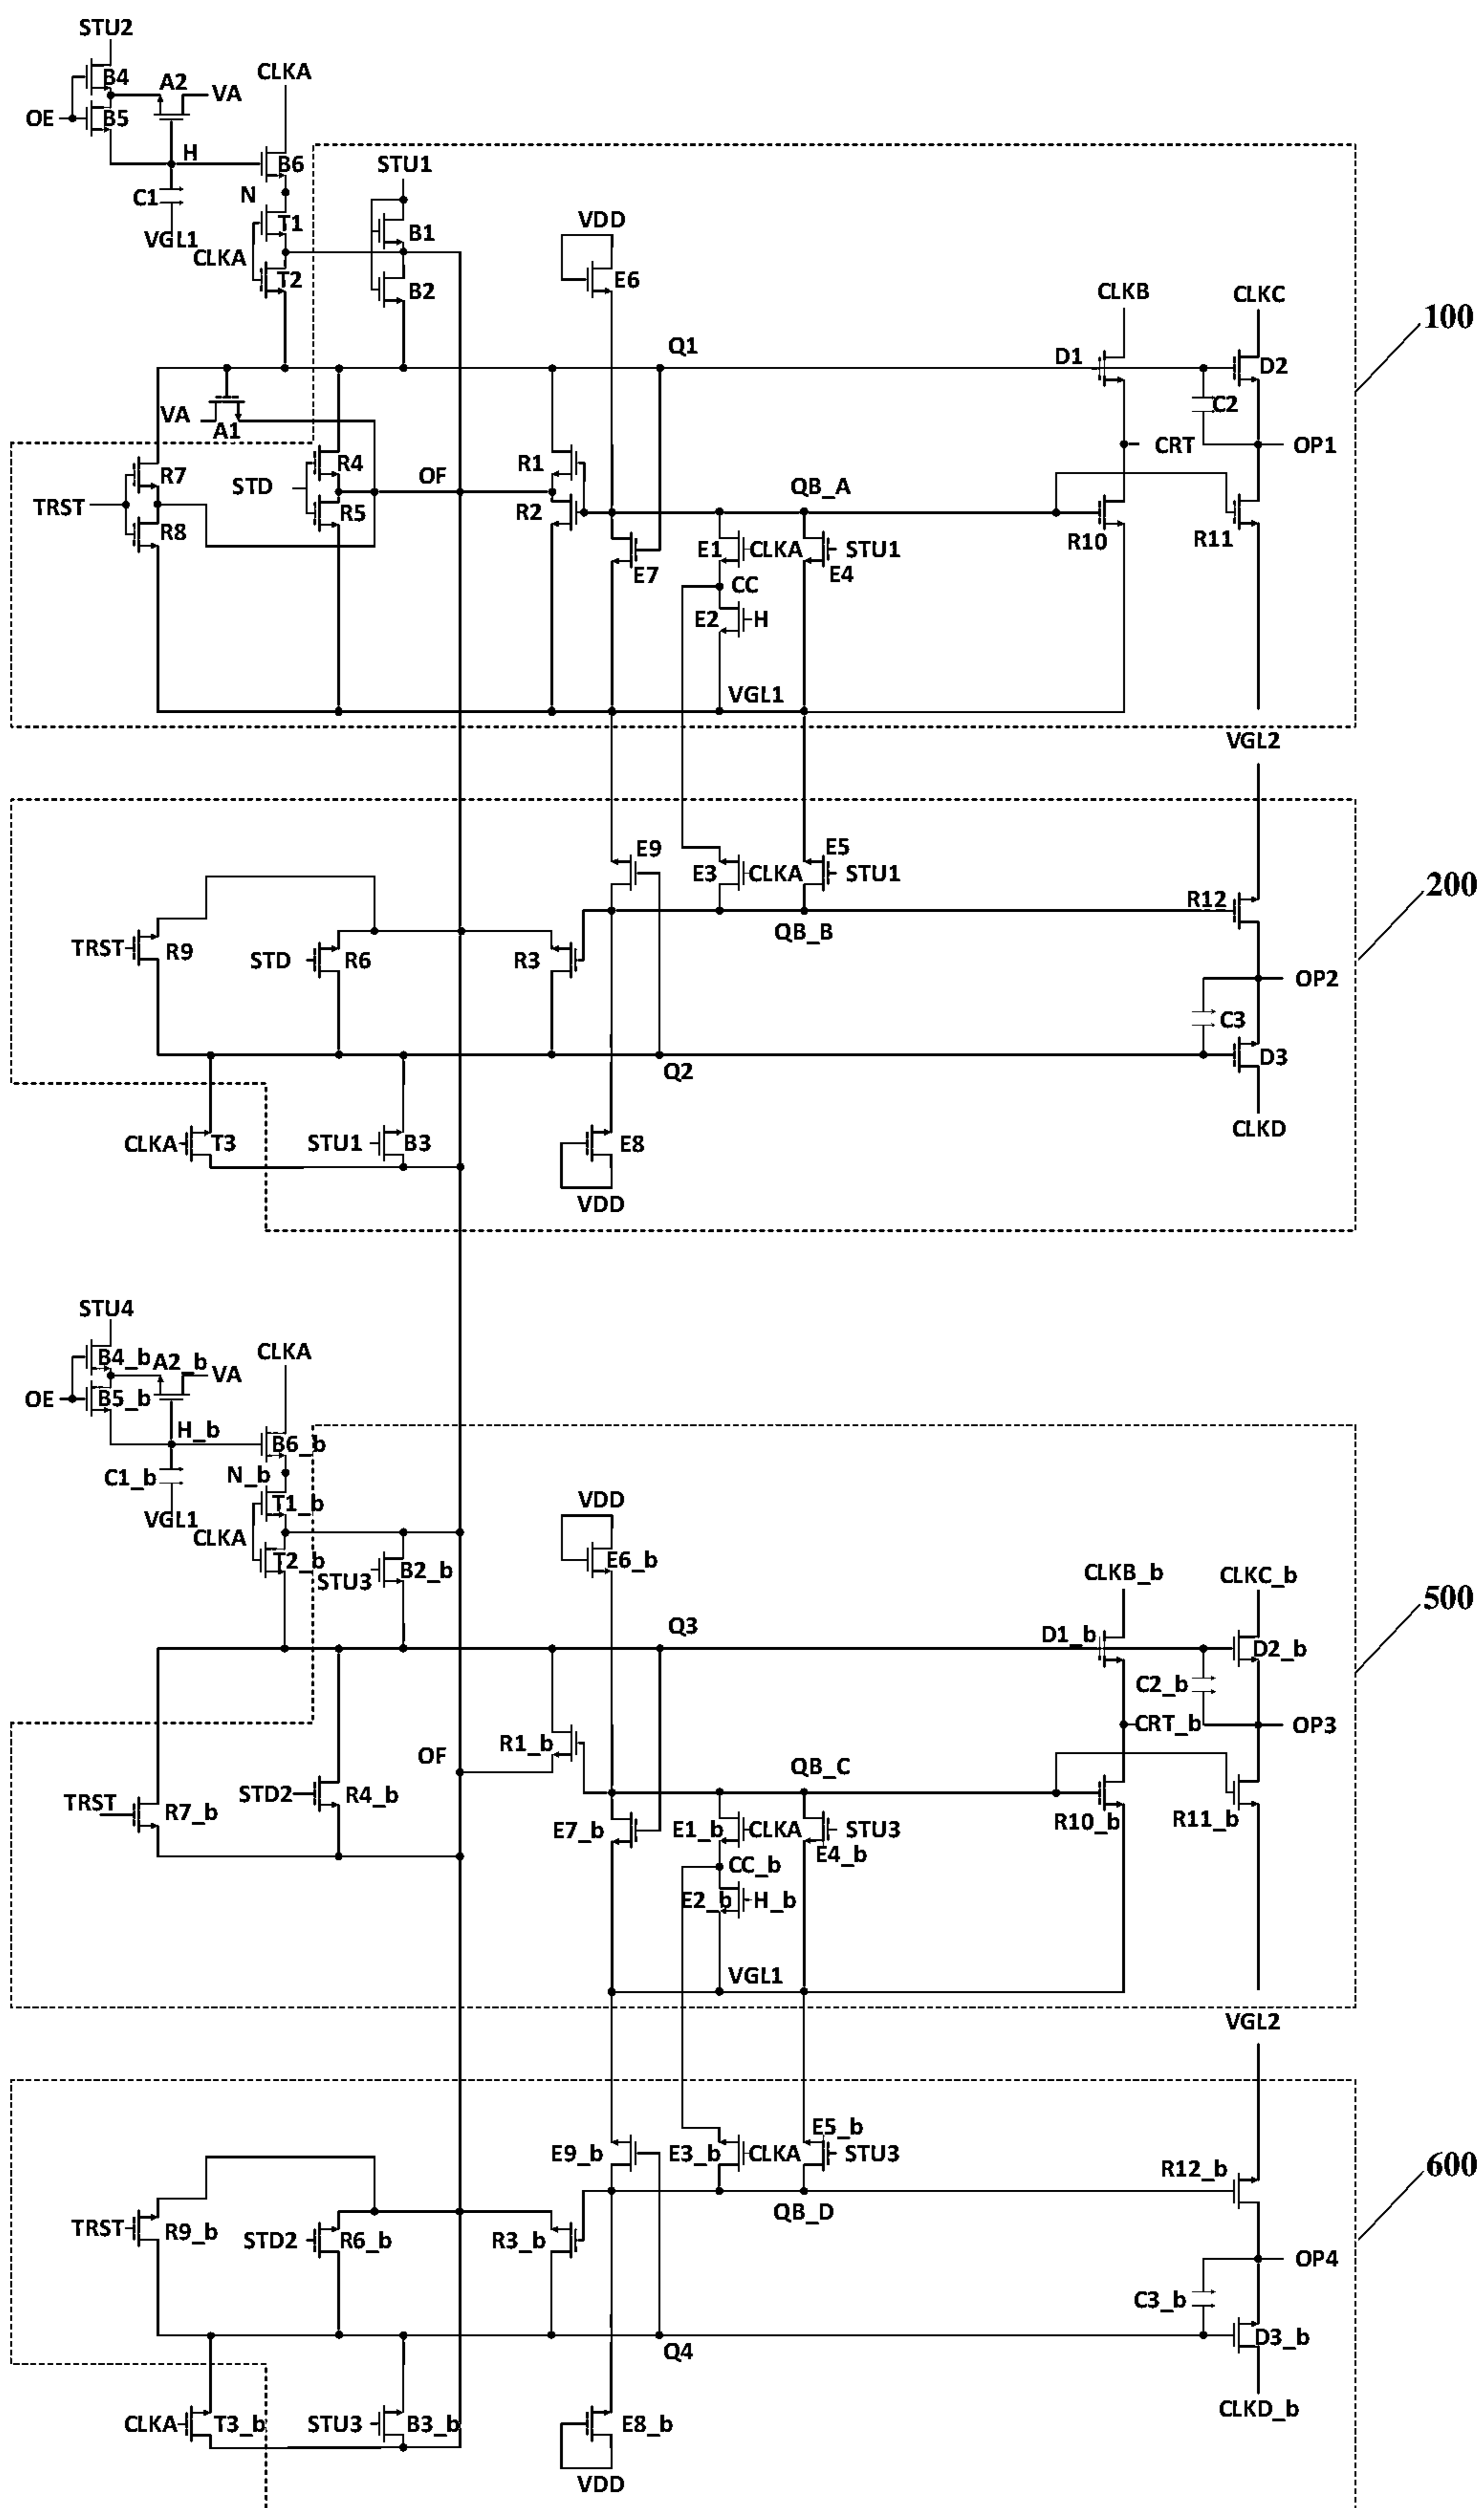 STU2
B4
A2
VA
CLKA
OE
B5
H
B6
STU1
C1
N
VGL1
T1
CLKA
T2
B1
B2
VDD
E6
CLKB
CLKC
100
Q1
D1
D2
VA
A1
C2
R7
R4
R1
CRT
OP1
STD
OF
QB_A
TRST
R8
R5
R2
E7
E1
CLKA
STU1
E4
R10
R11
CC
E2
H
VGL1
VGL2
E9
E5
E3
CLKA
STU1
200
R12
QB_B
TRST
R9
STD
R6
R3
OP2
C3
Q2
D3
CLKA
T3
STU1
B3
E8
CLKD
VDD
STU4
B4_b
A2_b
VA
CLKA
OE
B5_b
H_b
B6_b
C1_b
N_b
VGL1
T1_b
CLKA
T2_b
STU3
B2_b
VDD
E6_b
CLKB_b
CLKC_b
500
Q3
D1_b
D2_b
C2_b
R1_b
CRT_b
OP3
OF
QB_C
TRST
R7_b
STD2
R4_b
E7_b
E1_b
CLKA
STU3
E4_b
R10_b
R11_b
CC_b
E2_b
H_b
VGL1
VGL2
E5_b
E9_b
E3_b
CLKA
STU3
R12_b
600
QB_D
TRST
R9_b
STD2
R6_b
R3_b
OP4
C3_b
Q4
D3_b
CLKA
T3_b
STU3
B3_b
E8_b
CLKD_b
VDD